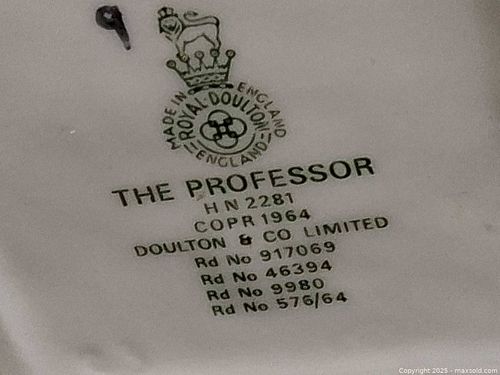 MADE IN ENGLAND
ROYAL·DOULTON
ENGLAND
THE PROFESSOR
H N 2281
COPR 1964
DOULTON & CO LIMITED
Rd No 917069
Rd No 46394
Rd No 9980
Rd No 576/64
Copyright 2025 - maxsold.com